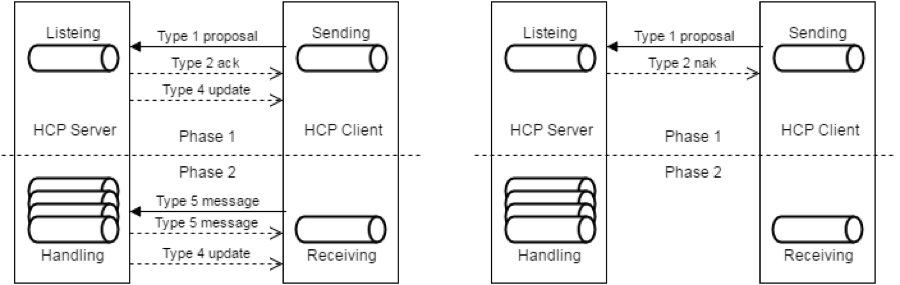 Listeing
Type 1 proposal
Sending
Type 2 ack
Type 4 update
HCP Server
Phase 1
HCP Client
Phase 2
Type 5 message
Type 5 message
Type 4 update
Handling
Receiving
Listeing
Type 1 proposal
Sending
Type 2 nak
HCP Server
Phase 1
HCP Client
Phase 2
Handling
Receiving